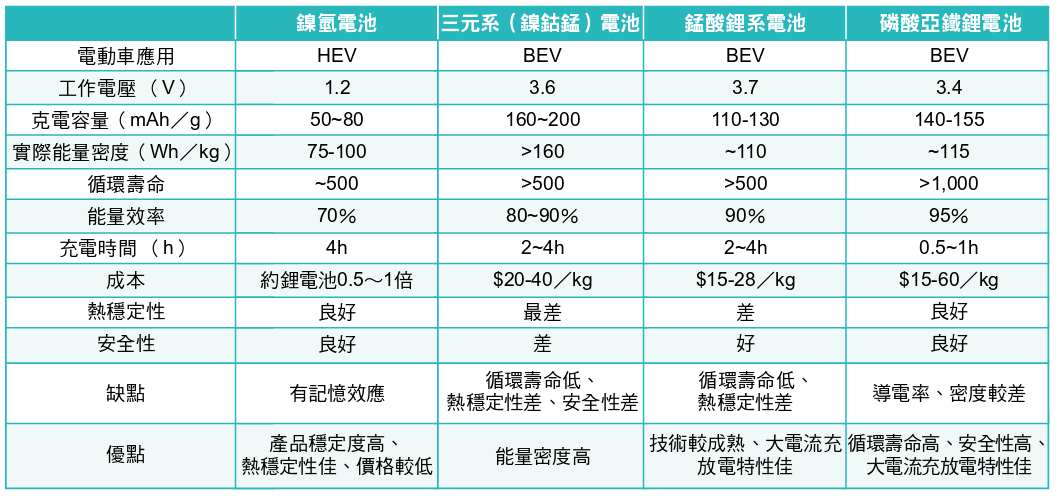 鎳氫電池 三元系（鎳鈷錳）電池 錳酸鋰系電池 磷酸亞鐵鋰電池
電動車應用 HEV BEV BEV BEV
工作電壓（V） 1.2 3.6 3.7 3.4
克電容量（mAh／g） 50~80 160~200 110-130 140-155
實際能量密度（Wh／kg） 75-100 >160 ~110 ~115
循環壽命 ~500 >500 >500 >1,000
能量效率 70% 80~90% 90% 95%
充電時間（h） 4h 2~4h 2~4h 0.5~1h
成本 約鋰電池0.5～1倍 $20-40／kg $15-28／kg $15-60／kg
熱穩定性 良好 最差 差 良好
安全性 良好 差 好 良好
缺點 有記憶效應 循環壽命低、 循環壽命低、 導電率、密度較差
熱穩定性差、安全性差 熱穩定性差
優點 產品穩定度高、 能量密度高 技術較成熟、大電流充 循環壽命高、安全性高、
熱穩定性佳、價格較低 放電特性佳 大電流充放電特性佳